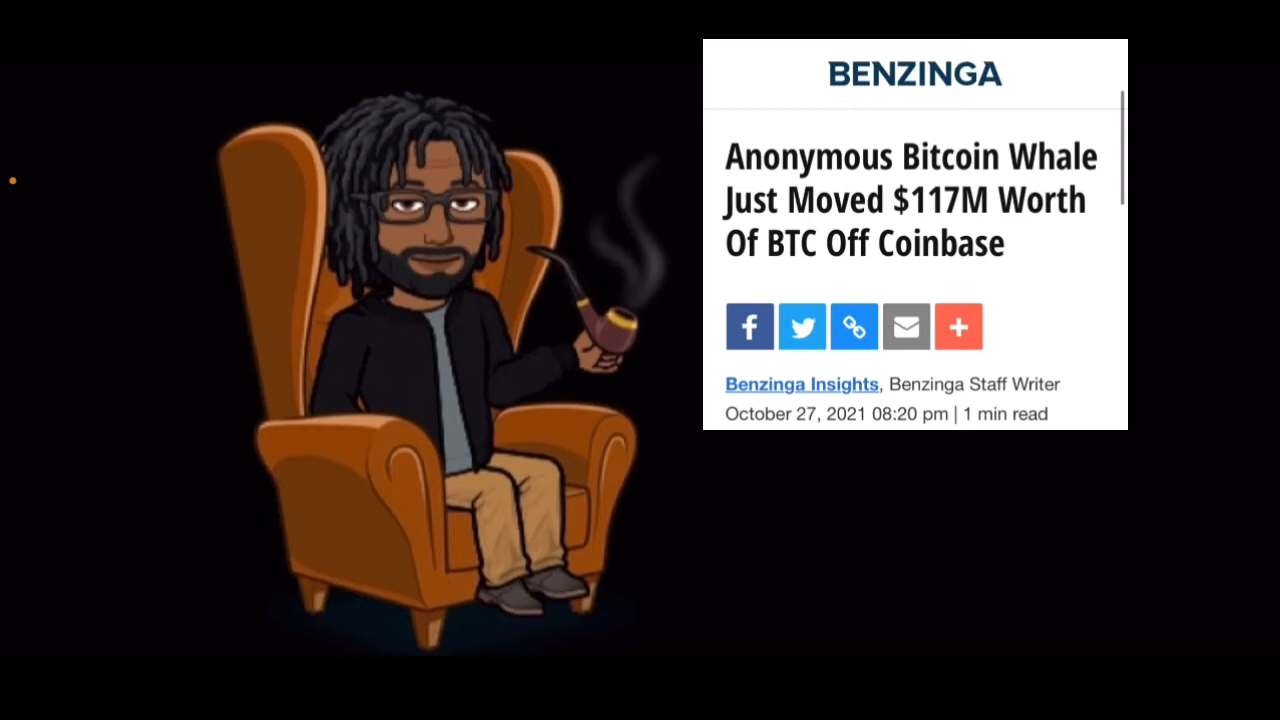 BENZINGA
Anonymous Bitcoin Whale
Just Moved $117M Worth
Of BTC Off Coinbase
Benzinga Insights, Benzinga Staff Writer
October 27, 2021 08:20 pm | 1 min read